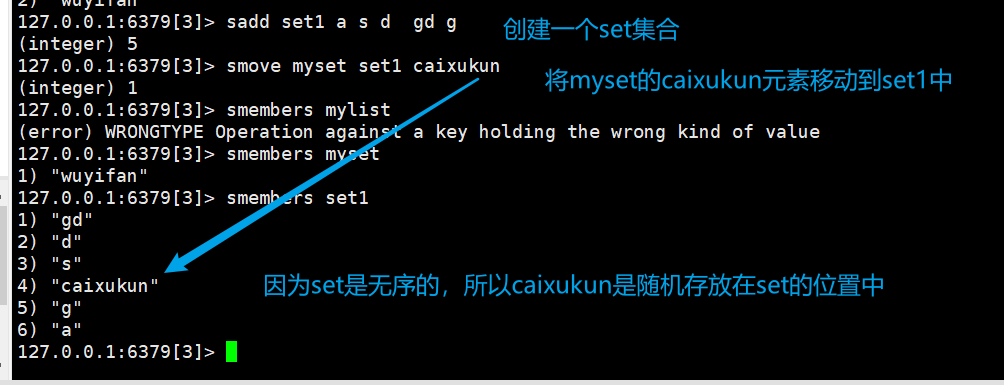 2) "wuyifan"
127.0.0.1:6379[3]> sadd set1 a s d  gd g
创建一个set集合
(integer) 5
127.0.0.1:6379[3]> smove myset set1 caixukun
(integer) 1
将myset的caixukun元素移动到set1中
127.0.0.1:6379[3]> smembers mylist
(error) WRONGTYPE Operation against a key holding the wrong kind of value
127.0.0.1:6379[3]> smembers myset
1) "wuyifan"
127.0.0.1:6379[3]> smembers set1
1) "gd"
2) "d"
3) "s"
4) "caixukun"
因为set是无序的，所以caixukun是随机存放在set的位置中
5) "g"
6) "a"
127.0.0.1:6379[3]>